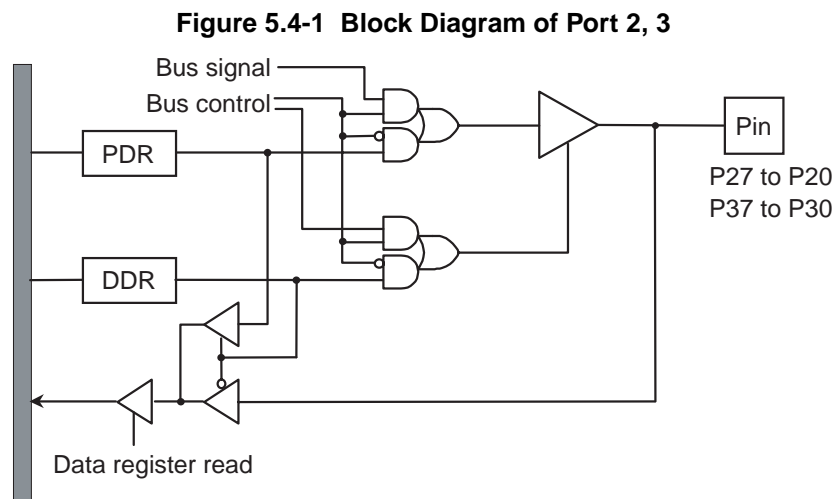 Figure 5.4-1 Block Diagram of Port 2, 3
Bus signal
Bus control
PDR
Pin
P27 to P20
P37 to P30
DDR
Data register read